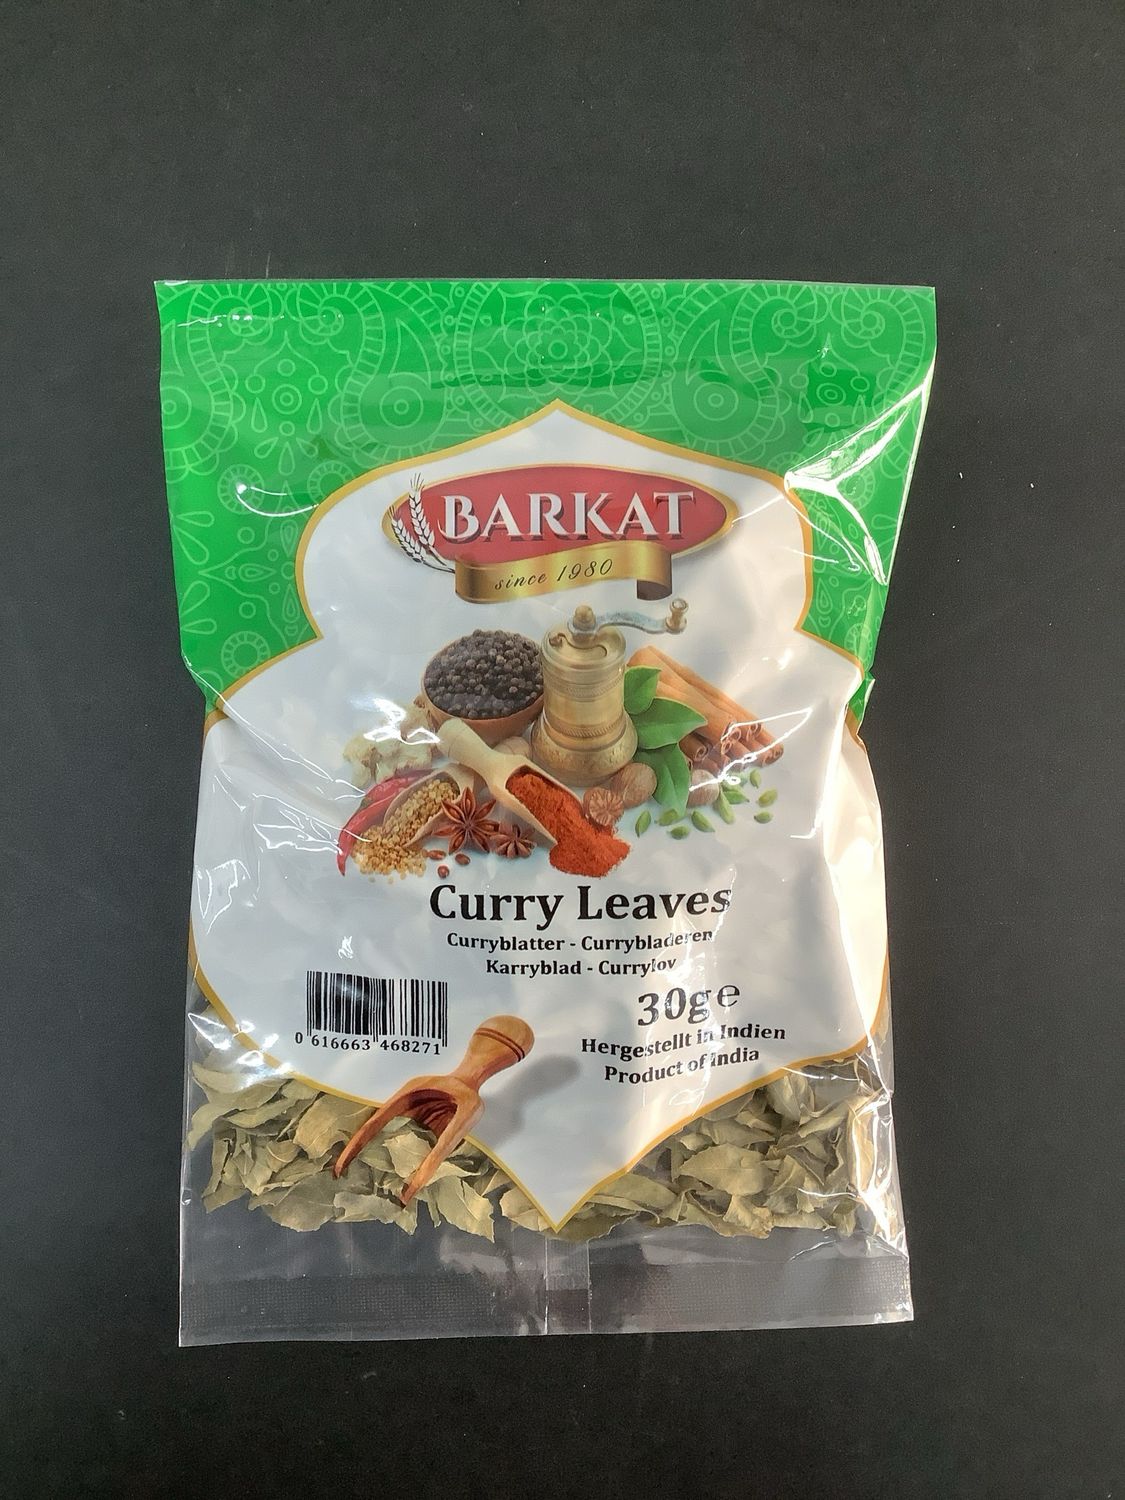 BARKAT
since 1980
Curry Leaves
Curryblatter - Currybladeren
Karryblad - Currylov
30g e
Hergestellt in Indien
Product of India
0 616663 468271